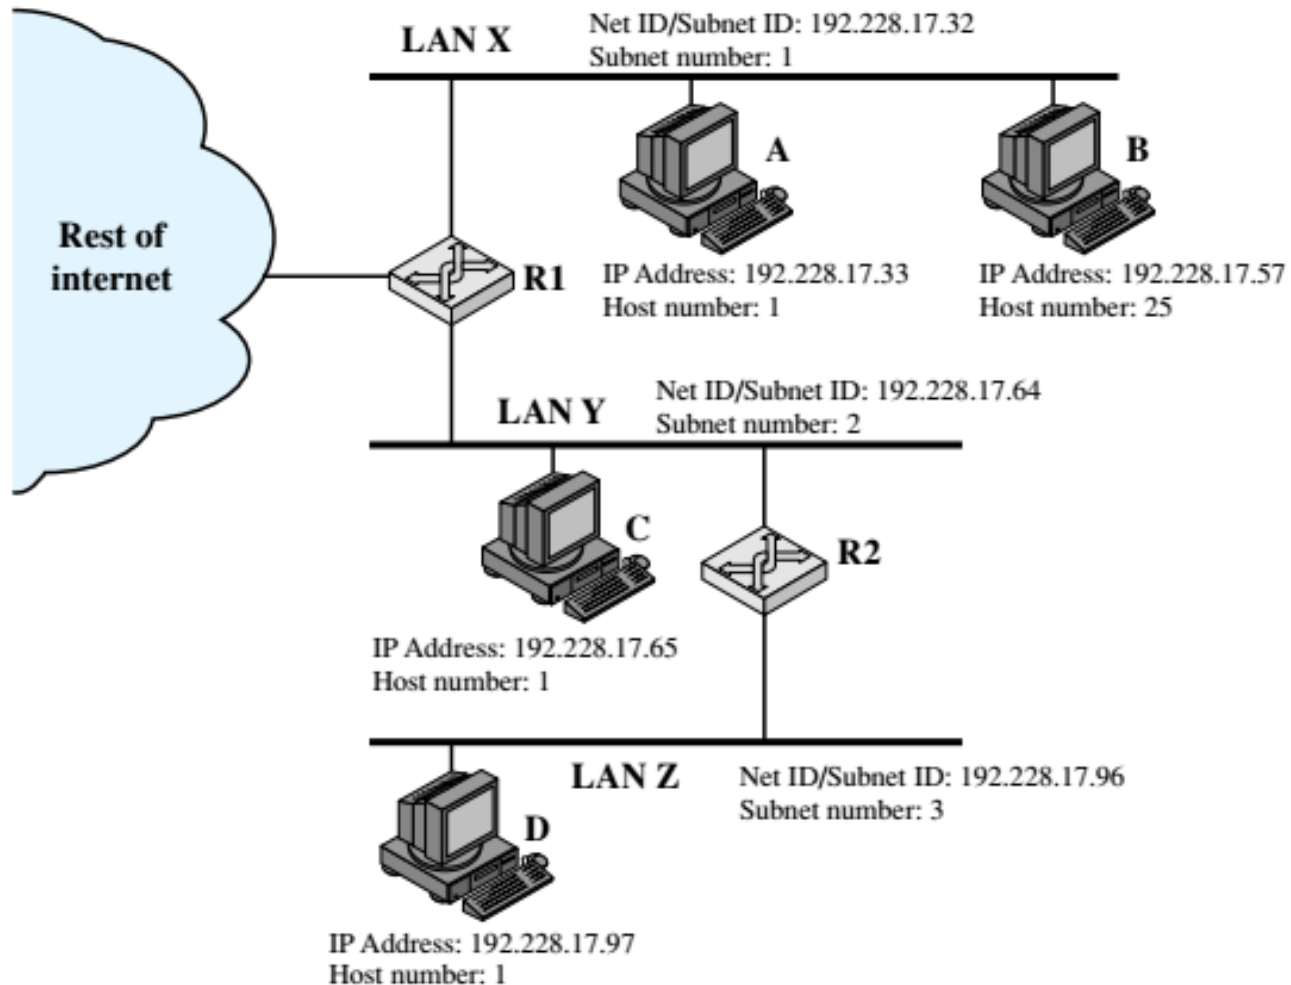 LAN X
Net ID/Subnet ID: 192.228.17.32
Subnet number: 1
A
B
Rest of
internet
R1
IP Address: 192.228.17.33
Host number: 1
IP Address: 192.228.17.57
Host number: 25
LAN Y
Net ID/Subnet ID: 192.228.17.64
Subnet number: 2
C
R2
IP Address: 192.228.17.65
Host number: 1
LAN Z
Net ID/Subnet ID: 192.228.17.96
Subnet number: 3
D
IP Address: 192.228.17.97
Host number: 1